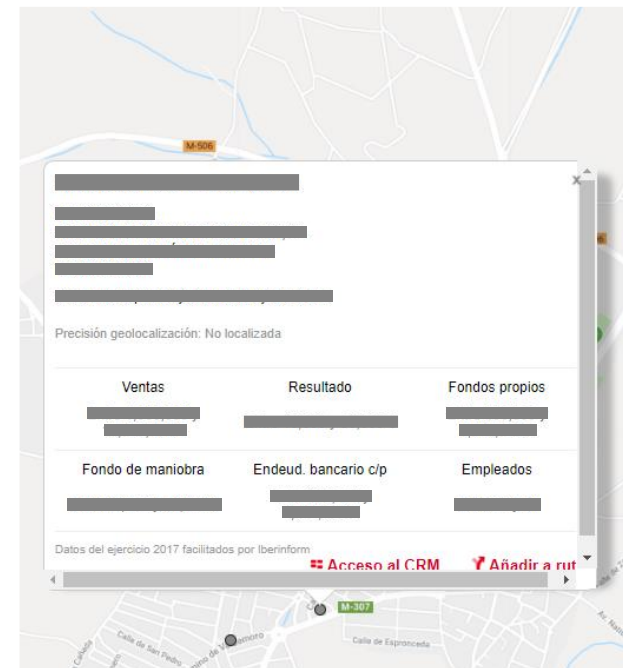 M-506
x
Precisión geolocalización: No localizada
Ventas
Resultado
Fondos propios
Fondo de maniobra
Endeud. bancario c/p
Empleados
Datos del ejercicio 2017 facilitados por Iberinform
Acceso al CRM
Añadir a rut
M-307
Calle de San Pedro
Calle de Espronceda